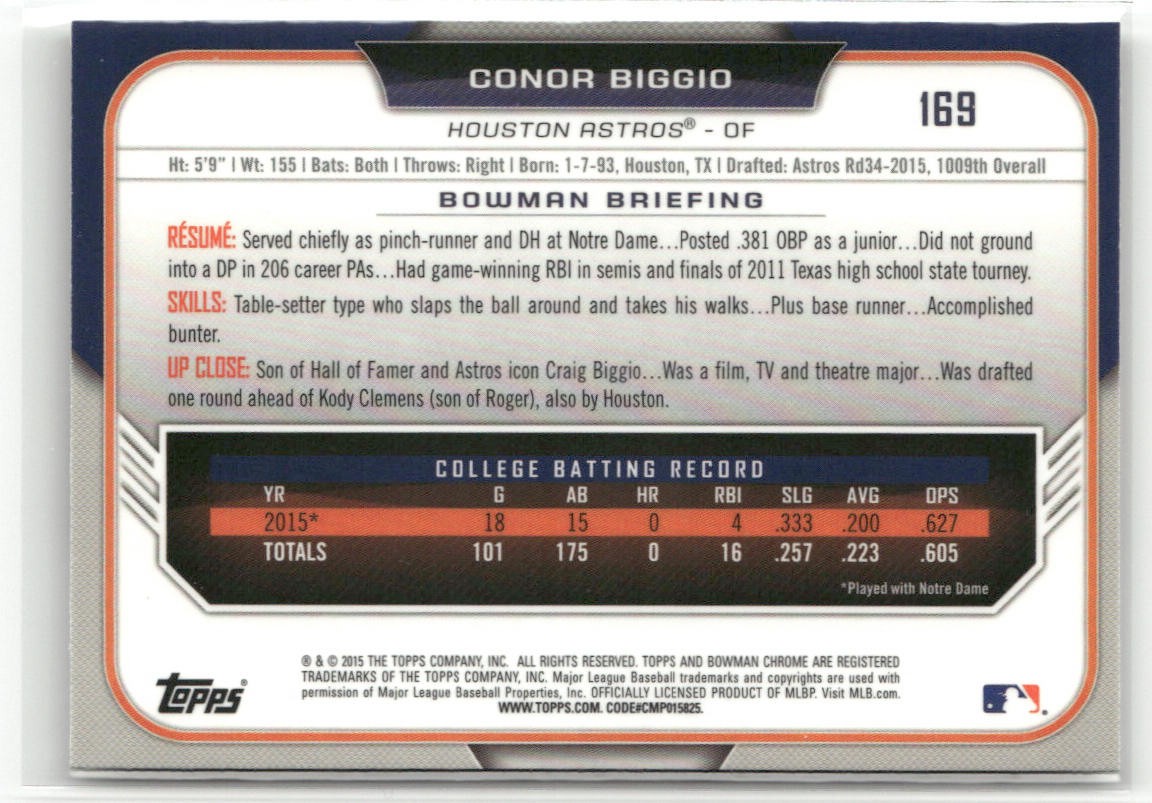 CONOR BIGGIO
169
HOUSTON ASTROS® - OF
Ht: 5'9" | Wt: 155 | Bats: Both | Throws: Right | Born: 1-7-93, Houston, TX | Drafted: Astros Rd34-2015, 1009th Overall
BOWMAN BRIEFING
RÉSUMÉ: Served chiefly as pinch-runner and DH at Notre Dame...Posted .381 OBP as a junior...Did not ground
into a DP in 206 career PAs...Had game-winning RBI in semis and finals of 2011 Texas high school state tourney.
SKILLS: Table-setter type who slaps the ball around and takes his walks...Plus base runner...Accomplished
bunter.
UP CLOSE: Son of Hall of Famer and Astros icon Craig Biggio...Was a film, TV and theatre major...Was drafted
one round ahead of Kody Clemens (son of Roger), also by Houston.
COLLEGE BATTING RECORD
YR G AB HR RBI SLG AVG OPS
2015* 18 15 0 4 .333 .200 .627
TOTALS 101 175 0 16 .257 .223 .605
*Played with Notre Dame
® & © 2015 THE TOPPS COMPANY, INC. ALL RIGHTS RESERVED. TOPPS AND BOWMAN CHROME ARE REGISTERED
TRADEMARKS OF THE TOPPS COMPANY, INC. Major League Baseball trademarks and copyrights are used with
permission of Major League Baseball Properties, Inc. OFFICIALLY LICENSED PRODUCT OF MLBP. Visit MLB.com.
WWW.TOPPS.COM. CODE#CMP015825.
topps®